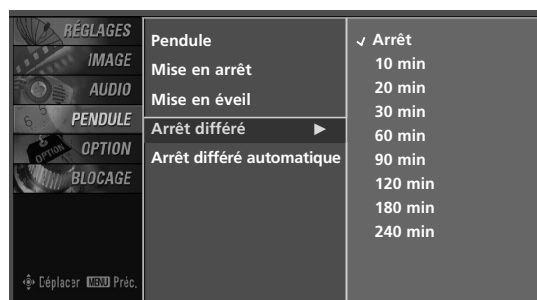 RÉGLAGES
IMAGE
AUDIO
PENDULE
OPTION
BLOCAGE
Déplacer MENU Préc.
Pendule
Mise en arrêt
Mise en éveil
Arrêt différé ▶
Arrêt différé automatique
✓ Arrêt
10 min
20 min
30 min
60 min
90 min
120 min
180 min
240 min